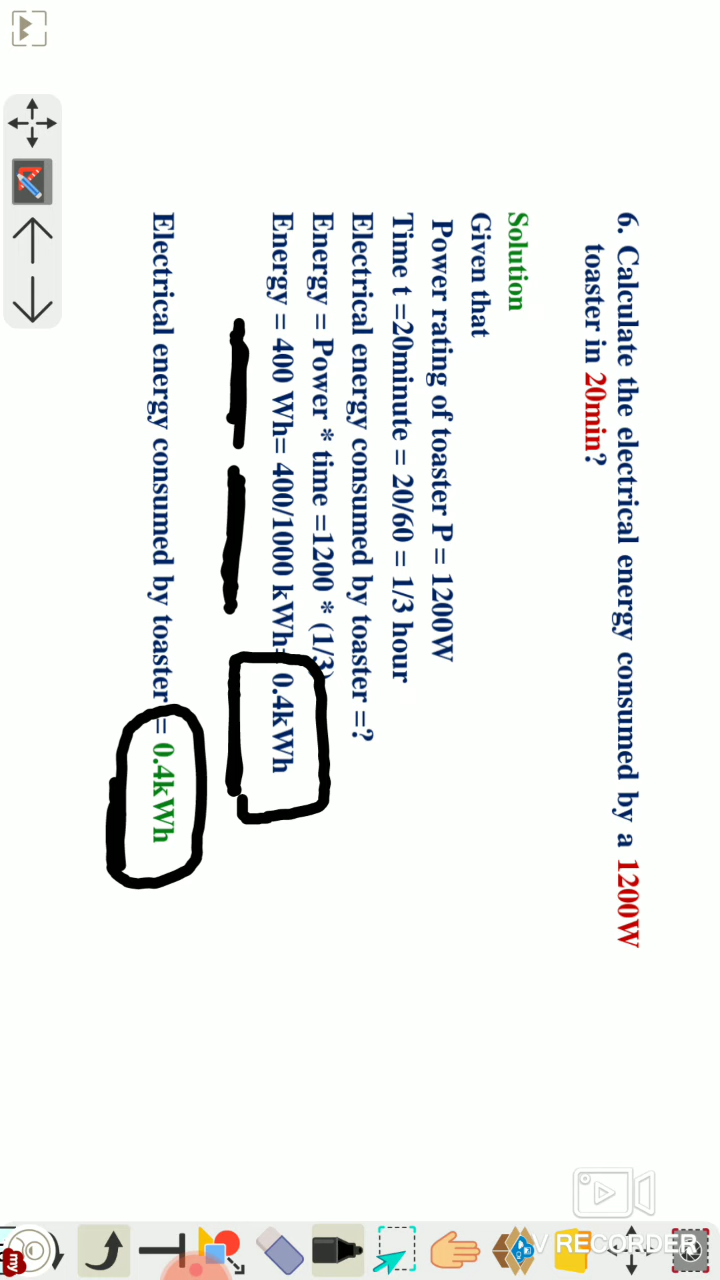 6. Calculate the electrical energy consumed by a 1200W
toaster in 20min?
Solution
Given that
Power rating of toaster P = 1200W
Time t =20minute = 20/60 = 1/3 hour
Electrical energy consumed by toaster =?
Energy = Power * time =1200 * (1/3)
Energy = 400 Wh= 400/1000 kWh= 0.4kWh
Electrical energy consumed by toaster = 0.4kWh
V RECORDER